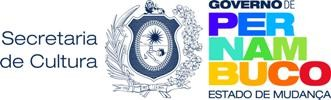 Secretaria
de Cultura
GOVERNO DE
PER
NAM
BUCO
ESTADO DE MUDANÇA